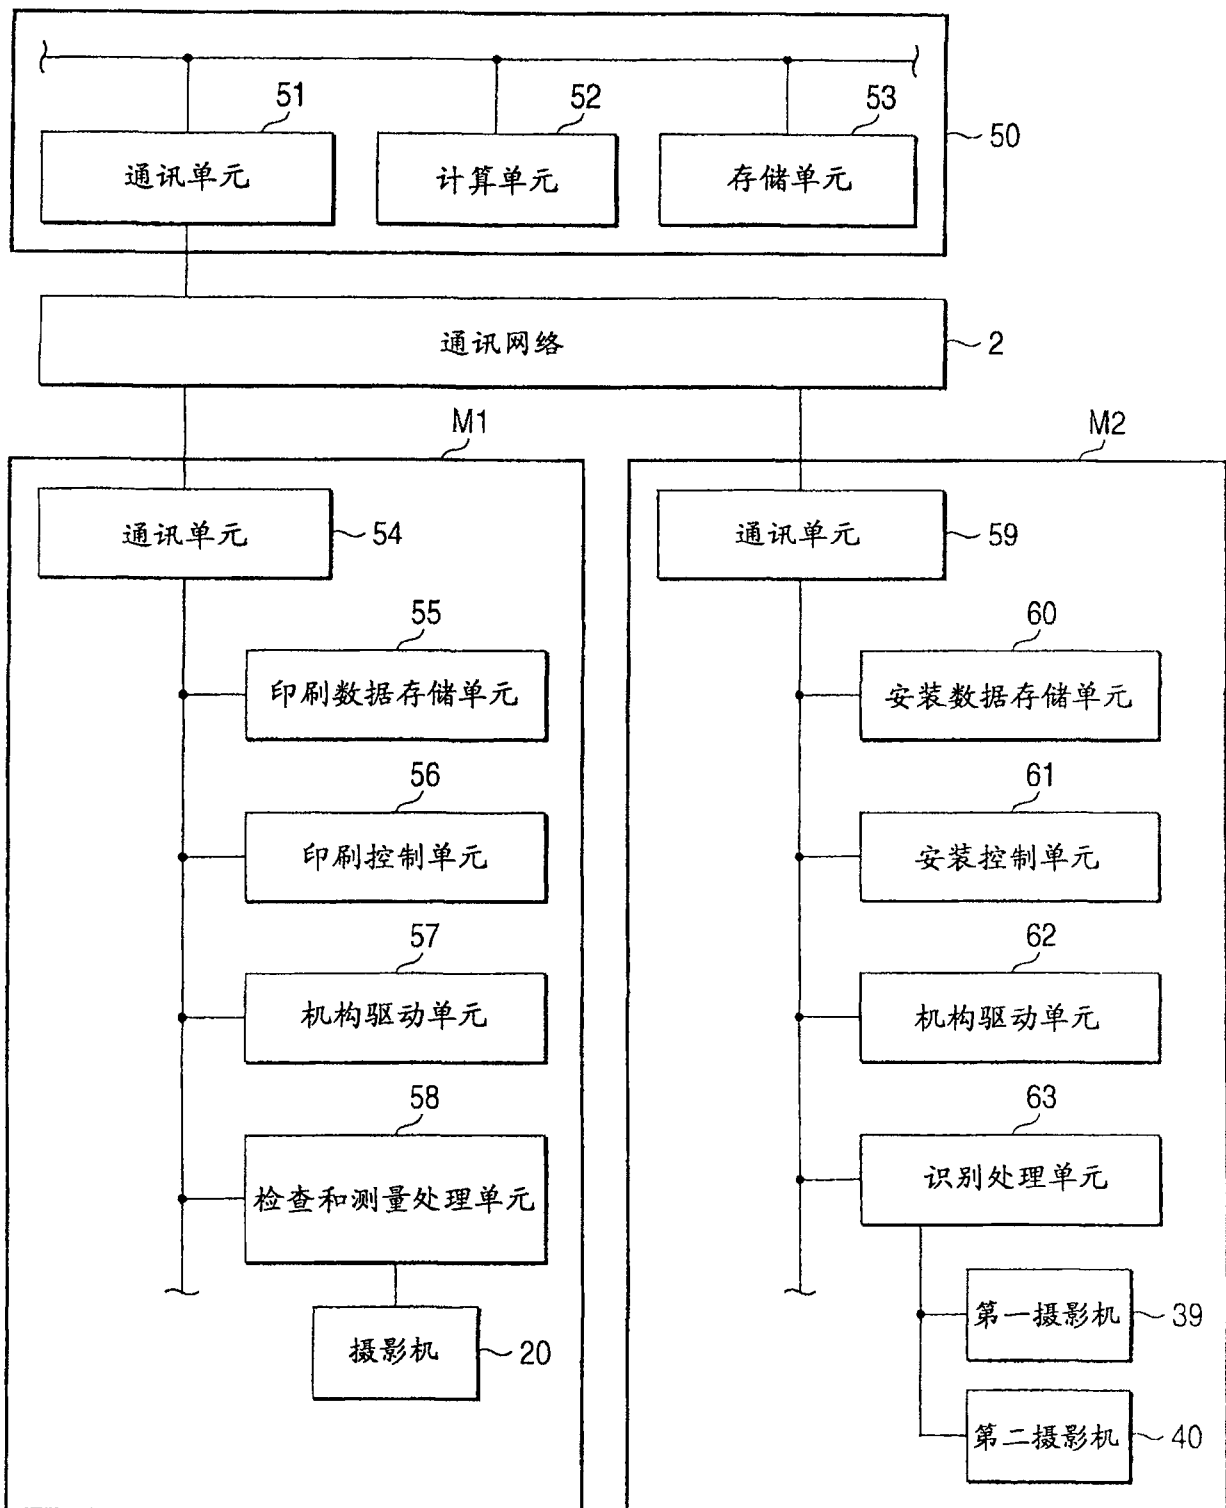 51
52
53
通讯单元
计算单元
存储单元
50
通讯网络
2
M1
M2
通讯单元
54
通讯单元
59
55
60
印刷数据存储单元
安装数据存储单元
56
61
印刷控制单元
安装控制单元
57
62
机构驱动单元
机构驱动单元
58
63
检查和测量处理单元
识别处理单元
第一摄影机
39
摄影机
20
第二摄影机
40